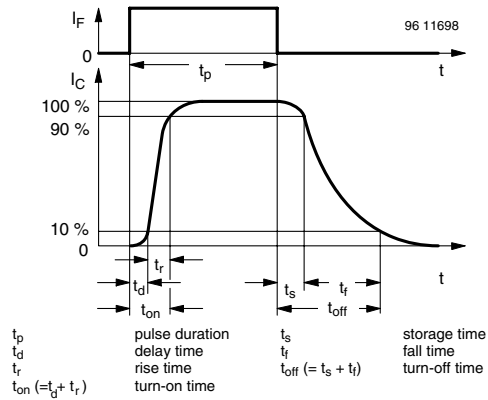 I_F
96 11698
0
t_p
t
I_C
100 %
90 %
10 %
0
t_r
t_d
t_on
t_s
t_f
t_off
t
t_p pulse duration t_s storage time
t_d delay time t_f fall time
t_r rise time t_off (= t_s + t_f) turn-off time
t_on (=t_d+ t_r) turn-on time